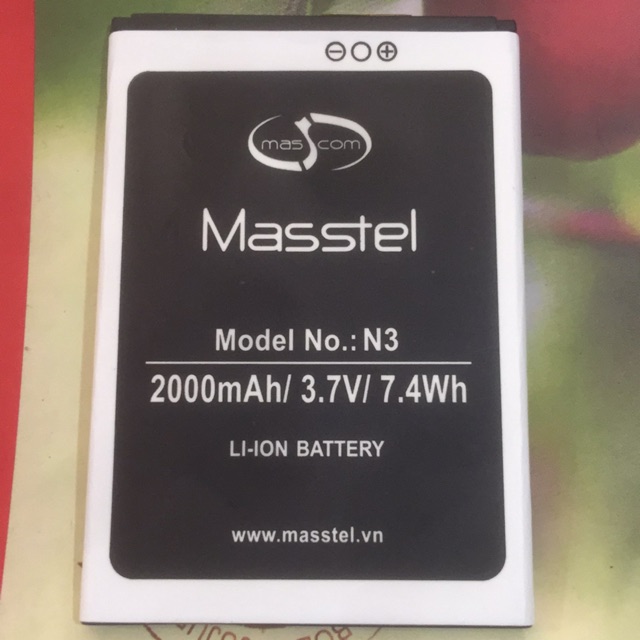 ⊖○⊕
mas com
Masstel
Model No.: N3
2000mAh/ 3.7V/ 7.4Wh
LI-ION BATTERY
www.masstel.vn